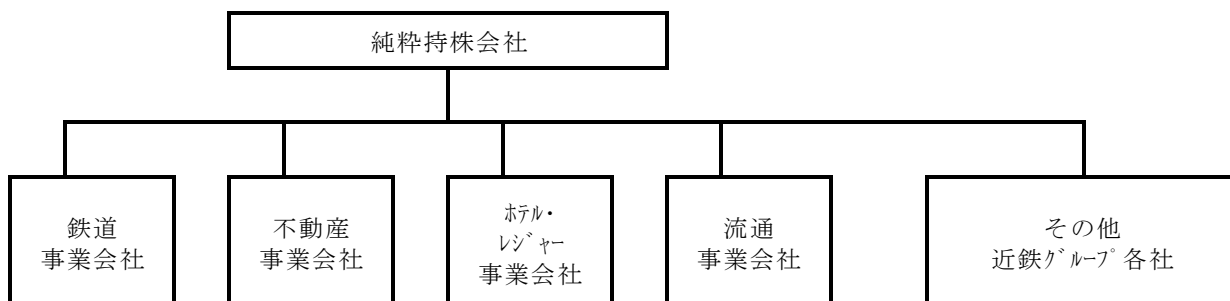 純粋持株会社
鉄道
事業会社
不動産
事業会社
ﾎﾃﾙ・
ﾚｼﾞｬｰ
事業会社
流通
事業会社
その他
近鉄ｸﾞﾙｰﾌﾟ各社